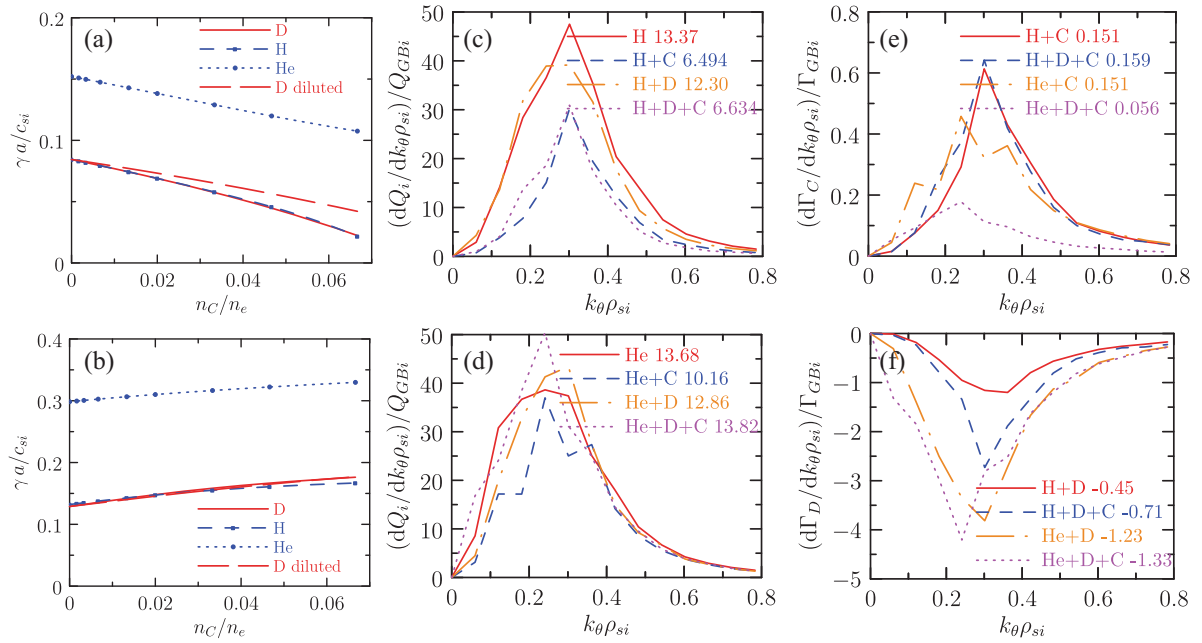 (a)
D
H
He
D diluted
0.2
0.1
0
γ a/c_si
0
0.02
0.04
0.06
n_C/n_e
(c)
H 13.37
H+C 6.494
H+D 12.30
H+D+C 6.634
50
40
30
20
10
0
(dQ_i/dk_θρ_si)/Q_GBi
0
0.2
0.4
0.6
0.8
k_θρ_si
(e)
H+C 0.151
H+D+C 0.159
He+C 0.151
He+D+C 0.056
0.8
0.6
0.4
0.2
0
(dΓ_C/dk_θρ_si)/Γ_GBi
0
0.2
0.4
0.6
0.8
k_θρ_si
(b)
0.4
0.3
0.2
0.1
0
γ a/c_si
D
H
He
D diluted
0
0.02
0.04
0.06
n_C/n_e
(d)
He 13.68
He+C 10.16
He+D 12.86
He+D+C 13.82
50
40
30
20
10
0
(dQ_i/dk_θρ_si)/Q_GBi
0
0.2
0.4
0.6
0.8
k_θρ_si
(f)
0
−1
−2
−3
−4
−5
(dΓ_D/dk_θρ_si)/Γ_GBi
H+D -0.45
H+D+C -0.71
He+D -1.23
He+D+C -1.33
0
0.2
0.4
0.6
0.8
k_θρ_si